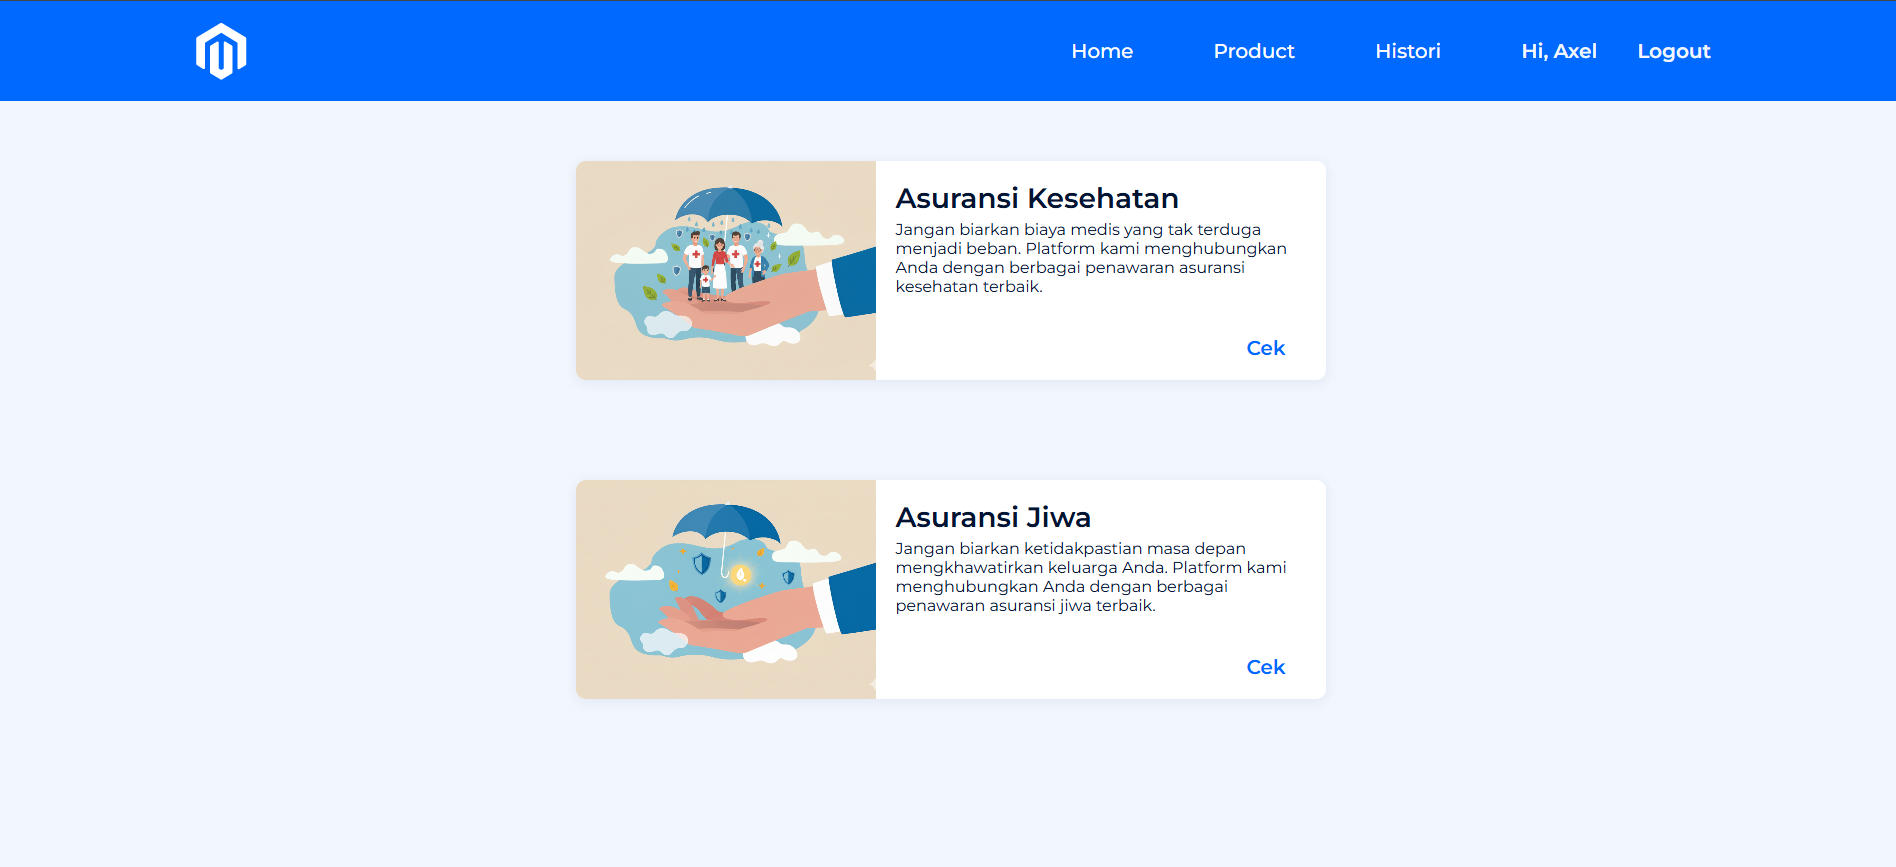 Home Product Histori Hi, Axel Logout
Asuransi Kesehatan
Jangan biarkan biaya medis yang tak terduga
menjadi beban. Platform kami menghubungkan
Anda dengan berbagai penawaran asuransi
kesehatan terbaik.
Cek
Asuransi Jiwa
Jangan biarkan ketidakpastian masa depan
mengkhawatirkan keluarga Anda. Platform kami
menghubungkan Anda dengan berbagai
penawaran asuransi jiwa terbaik.
Cek